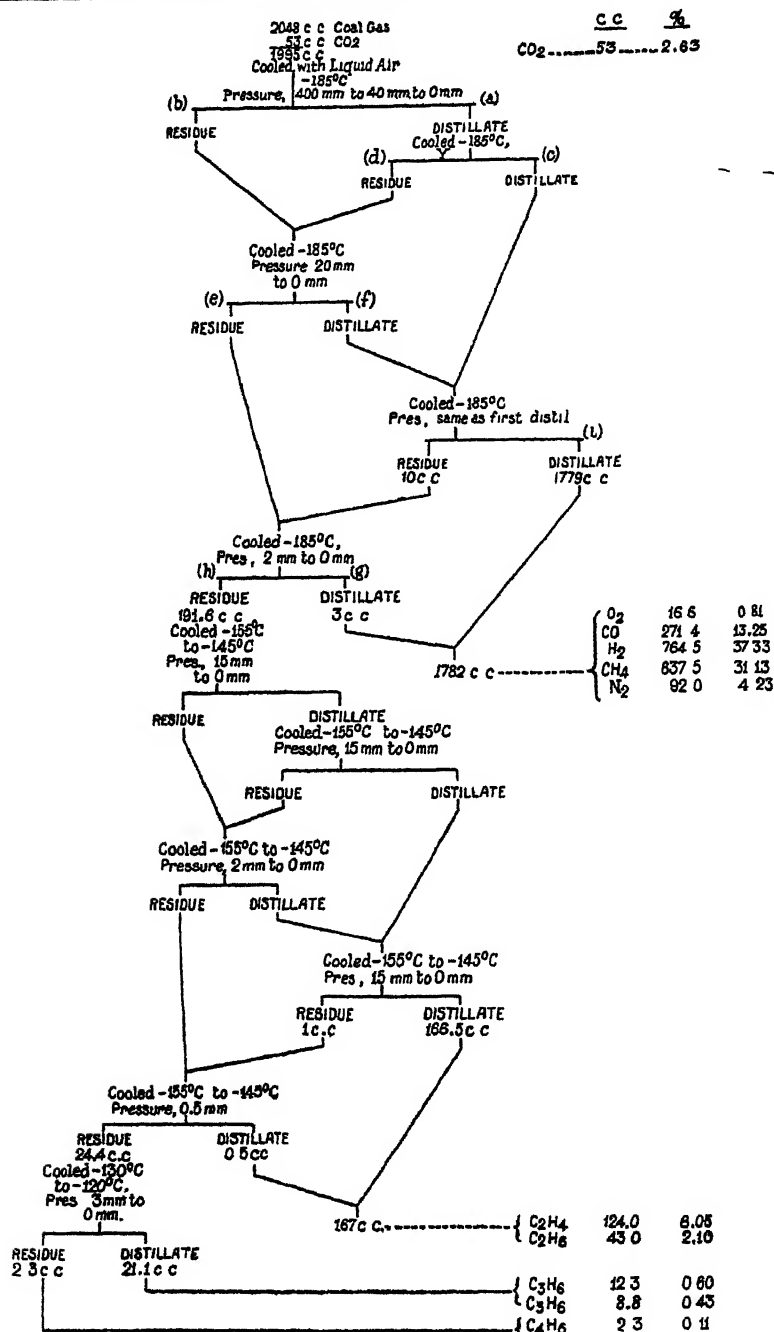 2048 c c Coal Gas
53 c c CO2
1995 c c
Cooled with Liquid Air
-185°C
Pressure, 400 mm to 40 mm to 0 mm
c c %
CO2 ........ 53 ...... 2.63
(b) (a)
RESIDUE
DISTILLATE
Cooled -185°C,
(d) (c)
RESIDUE DISTILLATE
Cooled -185°C
Pressure 20 mm
to 0 mm
(e) (f)
RESIDUE DISTILLATE
Cooled -185°C
Pres, same as first distil
(i)
RESIDUE
10 c c
DISTILLATE
1779 c c
Cooled -185°C,
Pres, 2 mm to 0 mm
(h) (g)
RESIDUE
191.6 c c
Cooled -155°C
to -145°C
Pres, 15 mm
to 0 mm
DISTILLATE
3 c c
1782 c c
O2 16 6 0 81
CO 271 4 13.25
H2 764 5 37 33
CH4 637 5 31 13
N2 92 0 4 23
RESIDUE
DISTILLATE
Cooled -155°C to -145°C
Pressure, 15 mm to 0 mm
RESIDUE DISTILLATE
Cooled -155°C to -145°C
Pressure, 2 mm to 0 mm
RESIDUE DISTILLATE
Cooled -155°C to -145°C
Pres, 15 mm to 0 mm
RESIDUE
1 c.c
DISTILLATE
166.5 c c
Cooled -155°C to -145°C
Pressure, 0.5 mm
RESIDUE
24.4 c.c
Cooled -130°C
to -120°C.
Pres 3 mm to
0 mm.
DISTILLATE
0 5 cc
167 c c.
C2H4 124.0 6.05
C2H6 43 0 2.10
RESIDUE
2 3 c c
DISTILLATE
21.1 c c
C3H6 12 3 0 60
C3H6 8.8 0 43
C4H6 2 3 0 11